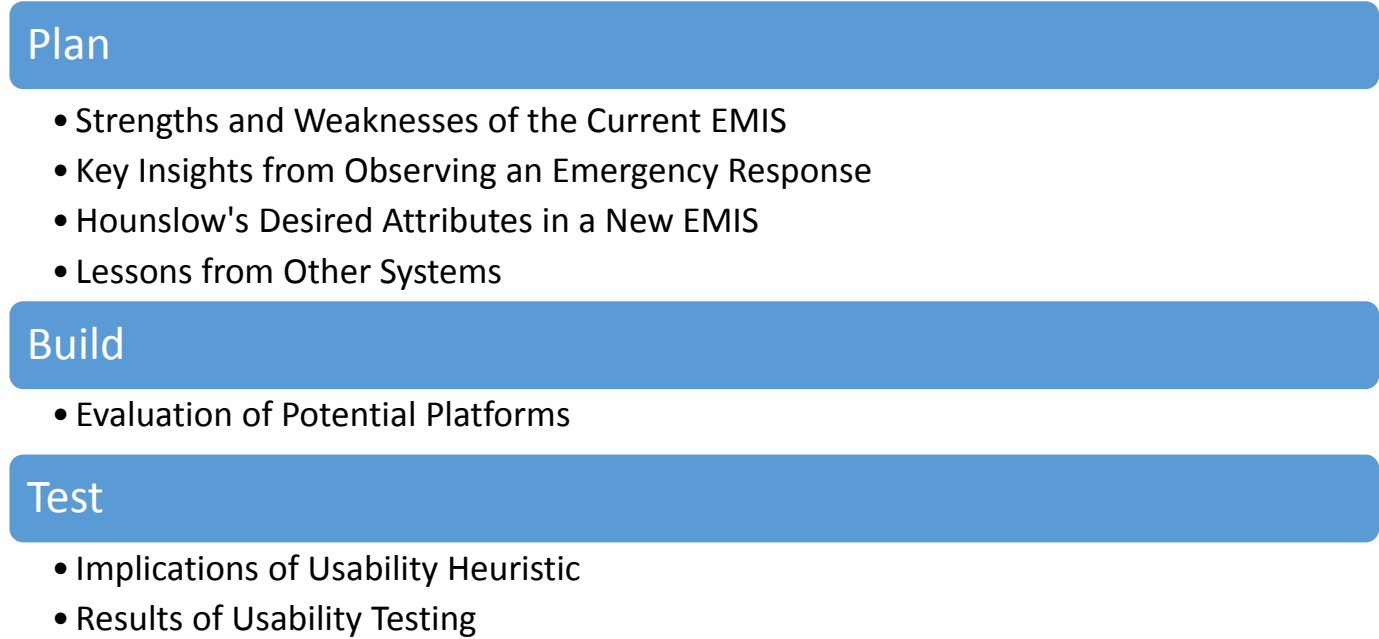 Plan
• Strengths and Weaknesses of the Current EMIS
• Key Insights from Observing an Emergency Response
• Hounslow's Desired Attributes in a New EMIS
• Lessons from Other Systems
Build
• Evaluation of Potential Platforms
Test
• Implications of Usability Heuristic
• Results of Usability Testing